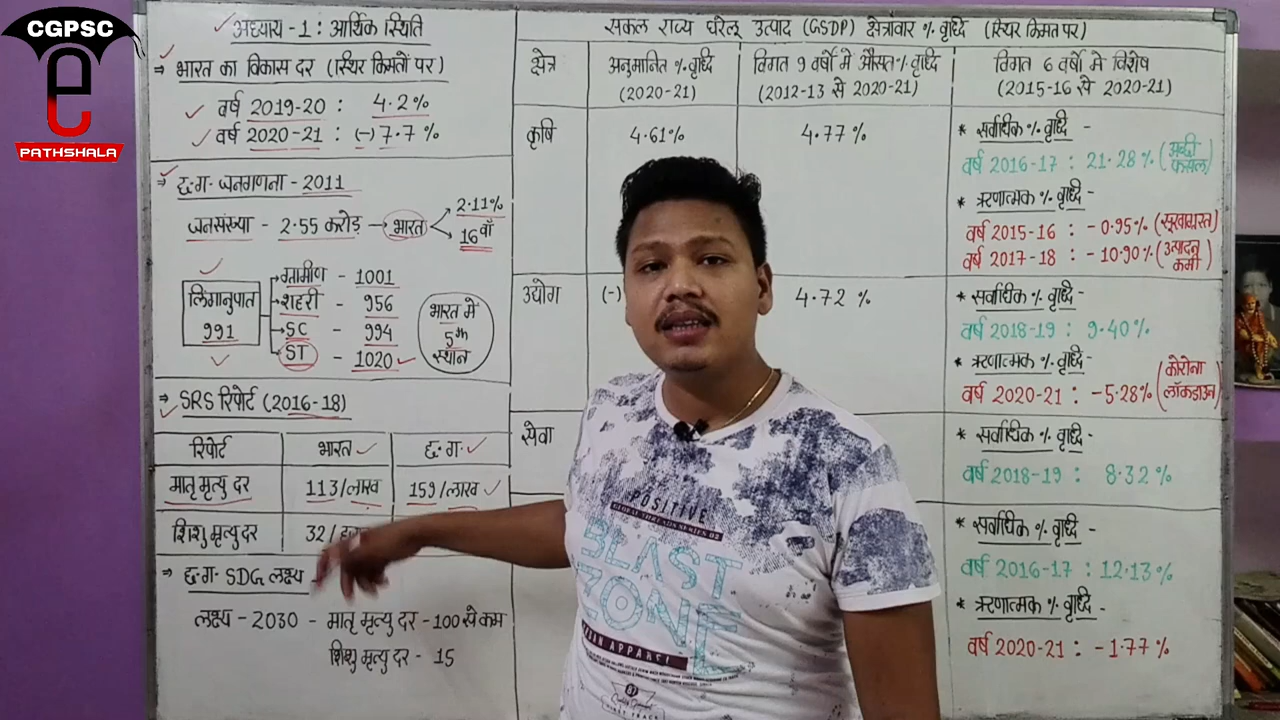 CGPSC
e
PATHSHALA
अध्याय - 1 : आर्थिक स्थिति
⇒ भारत का विकास दर (स्थिर किमतों पर)
वर्ष 2019-20 : 4.2%
वर्ष 2020-21 : (-) 7.7 %
⇒ छ.ग. जनगणना - 2011
जनसंख्या - 2.55 करोड़ → भारत
2.11%
16 वाँ
लिंगानुपात
991
ग्रामीण - 1001
शहरी - 956
SC - 994
ST - 1020
भारत में
5th
स्थान
⇒ SRS रिपोर्ट (2016-18)
रिपोर्ट भारत छ.ग.
मातृ मृत्यु दर 113/लाख 159/लाख
शिशु मृत्यु दर 32/
⇒ छ.ग. SDG लक्ष्य
लक्ष्य - 2030 - मातृ मृत्यु दर - 100 से कम
शिशु मृत्यु दर - 15
सकल राज्य घरेलू उत्पाद (GSDP) क्षेत्रवार % वृध्दि (स्थिर किमत पर)
क्षेत्र
अनुमानित % वृध्दि
(2020-21)
विगत 9 वर्षो मे औसत % वृध्दि
(2012-13 से 2020-21)
विगत 6 वर्षो मे विशेष
(2015-16 से 2020-21)
कृषि 4.61% 4.77%
* सर्वाधिक % वृध्दि -
वर्ष 2016-17 : 21.28 % (अच्छी फसल)
* ऋणात्मक % वृध्दि -
वर्ष 2015-16 : - 0.95% (सूखाग्रस्त)
वर्ष 2017-18 : - 10.90% (उत्पादन कमी)
उद्योग (-) 4.72 %
* सर्वाधिक % वृध्दि -
वर्ष 2018-19 : 9.40%
* ऋणात्मक % वृध्दि -
वर्ष 2020-21 : -5.28% (कोरोना लॉकडाउन)
सेवा
* सर्वाधिक % वृध्दि -
वर्ष 2018-19 : 8.32 %
* सर्वाधिक % वृध्दि -
वर्ष 2016-17 : 12.13 %
* ऋणात्मक % वृध्दि -
वर्ष 2020-21 : -1.77 %
POSITIVE
GLOBAL THREADS SERIES 02
BLAST
ZONE